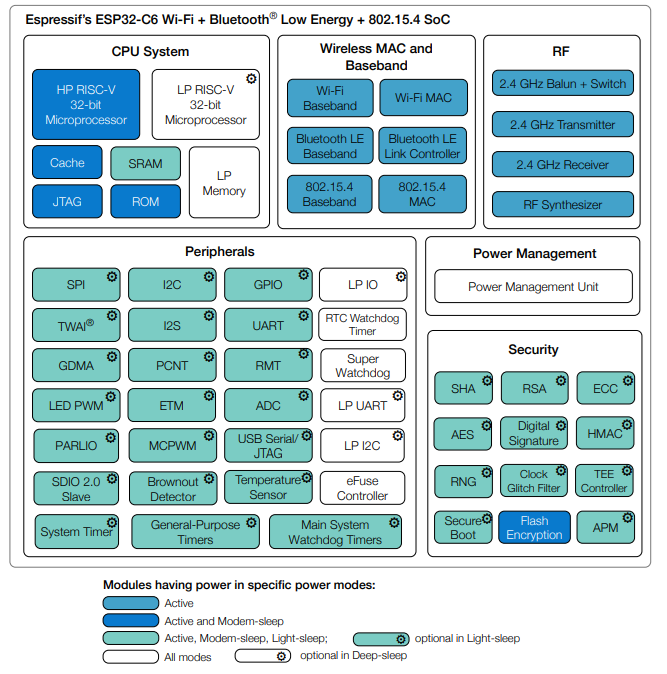 Espressif's ESP32-C6 Wi-Fi + Bluetooth® Low Energy + 802.15.4 SoC
CPU System
HP RISC-V
32-bit
Microprocessor
LP RISC-V
32-bit
Microprocessor
Cache
SRAM
JTAG
ROM
LP
Memory
Wireless MAC and
Baseband
Wi-Fi
Baseband
Wi-Fi MAC
Bluetooth LE
Baseband
Bluetooth LE
Link Controller
802.15.4
Baseband
802.15.4
MAC
RF
2.4 GHz Balun + Switch
2.4 GHz Transmitter
2.4 GHz Receiver
RF Synthesizer
Peripherals
SPI
I2C
GPIO
LP IO
TWAI®
I2S
UART
RTC Watchdog
Timer
GDMA
PCNT
RMT
Super
Watchdog
LED PWM
ETM
ADC
LP UART
PARLIO
MCPWM
USB Serial/
JTAG
LP I2C
SDIO 2.0
Slave
Brownout
Detector
Temperature
Sensor
eFuse
Controller
System Timer
General-Purpose
Timers
Main System
Watchdog Timers
Power Management
Power Management Unit
Security
SHA
RSA
ECC
AES
Digital
Signature
HMAC
RNG
Clock
Glitch Filter
TEE
Controller
Secure
Boot
Flash
Encryption
APM
Modules having power in specific power modes:
Active
Active and Modem-sleep
Active, Modem-sleep, Light-sleep;
optional in Light-sleep
All modes
optional in Deep-sleep